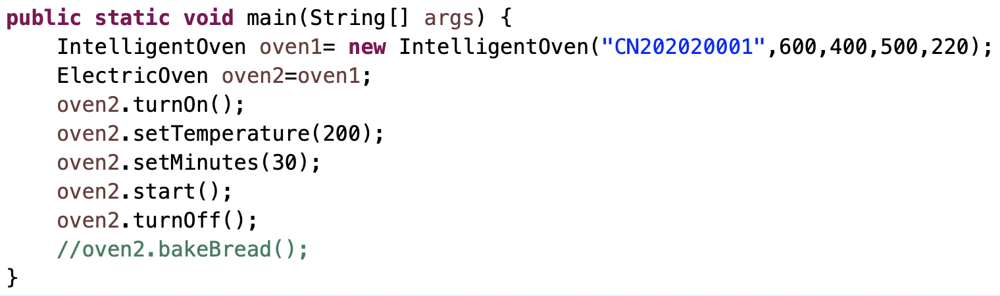 public static void main(String[] args) {
    IntelligentOven oven1= new IntelligentOven("CN202020001",600,400,500,220);
    ElectricOven oven2=oven1;
    oven2.turnOn();
    oven2.setTemperature(200);
    oven2.setMinutes(30);
    oven2.start();
    oven2.turnOff();
    //oven2.bakeBread();
}